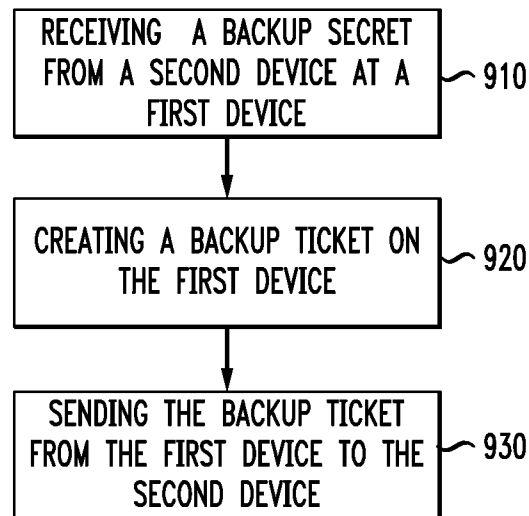 RECEIVING A BACKUP SECRET
FROM A SECOND DEVICE AT A
FIRST DEVICE
910
CREATING A BACKUP TICKET ON
THE FIRST DEVICE
920
SENDING THE BACKUP TICKET
FROM THE FIRST DEVICE TO THE
SECOND DEVICE
930